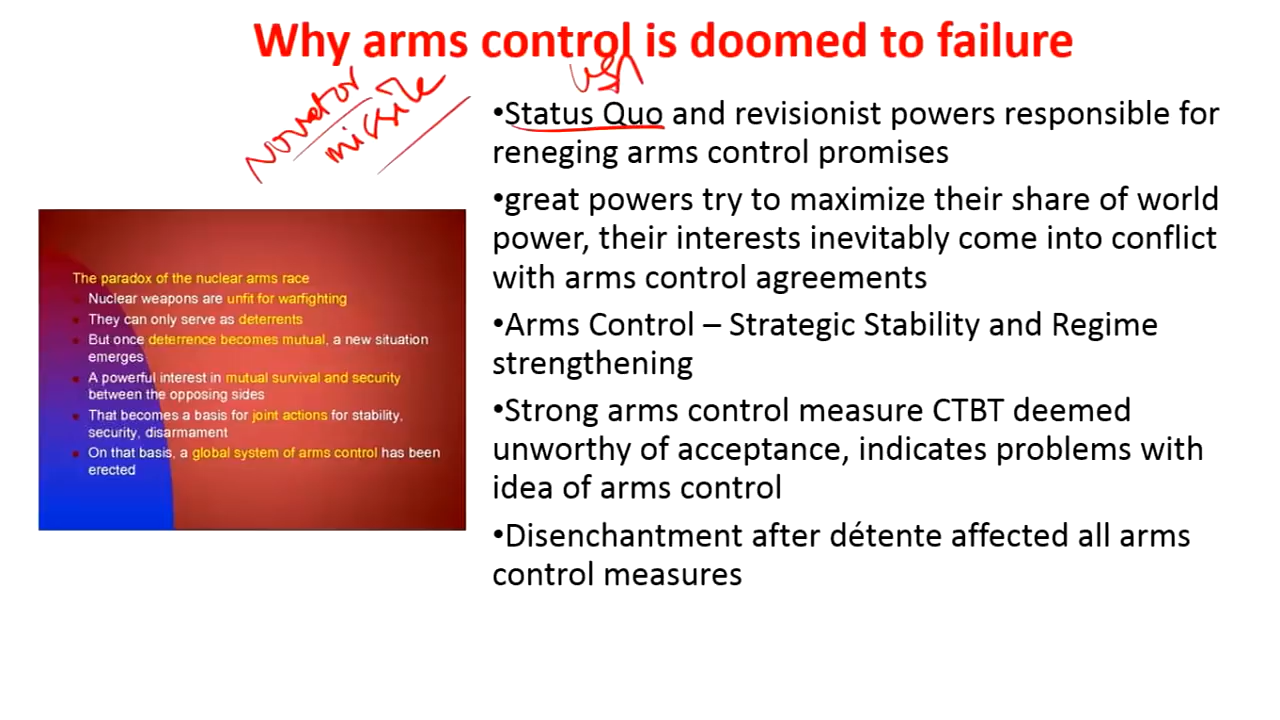 Why arms control is doomed to failure
USA
Novator
missile
•Status Quo and revisionist powers responsible for
reneging arms control promises
•great powers try to maximize their share of world
power, their interests inevitably come into conflict
with arms control agreements
•Arms Control – Strategic Stability and Regime
strengthening
•Strong arms control measure CTBT deemed
unworthy of acceptance, indicates problems with
idea of arms control
•Disenchantment after détente affected all arms
control measures
The paradox of the nuclear arms race
Nuclear weapons are unfit for warfighting
They can only serve as deterrents
But once deterrence becomes mutual, a new situation
emerges
A powerful interest in mutual survival and security
between the opposing sides
That becomes a basis for joint actions for stability,
security, disarmament
On that basis, a global system of arms control has been
erected